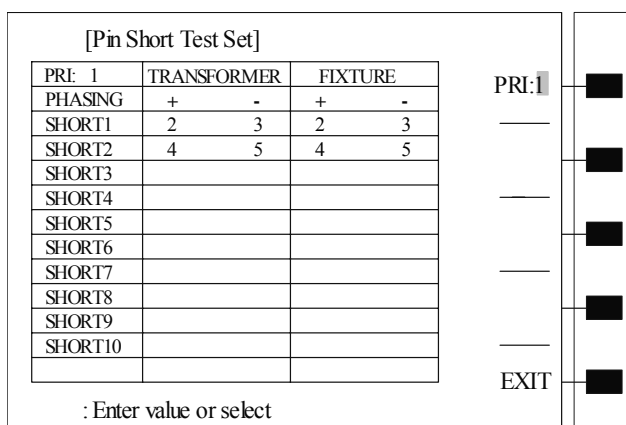 [Pin Short Test Set]
PRI: 1 TRANSFORMER FIXTURE
PHASING + - + -
SHORT1 2 3 2 3
SHORT2 4 5 4 5
SHORT3
SHORT4
SHORT5
SHORT6
SHORT7
SHORT8
SHORT9
SHORT10
: Enter value or select
PRI:1
EXIT